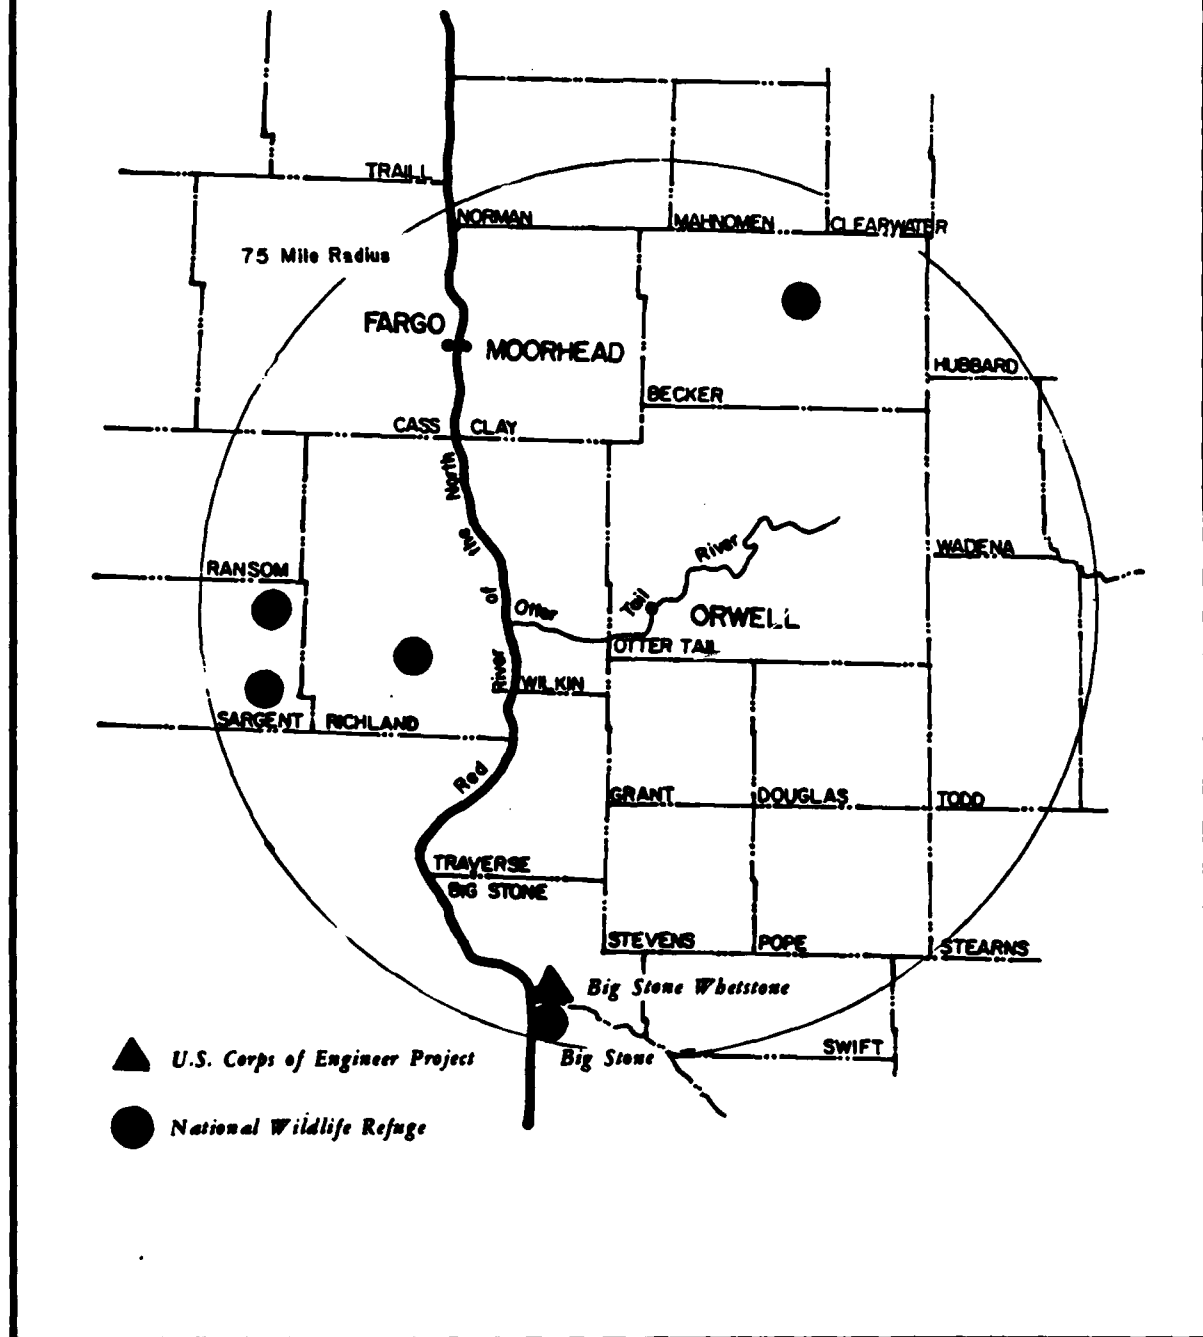 TRAILL
NORMAN
MAHNOMEN
CLEARWATER
75 Mile Radius
FARGO
MOORHEAD
HUBBARD
BECKER
CASS
CLAY
North
the
of
River
Red
WADENA
RANSOM
Otter
Tail
River
ORWELL
OTTER TAIL
WILKIN
SARGENT
RICHLAND
GRANT
DOUGLAS
TODD
TRAVERSE
BIG STONE
STEVENS
POPE
STEARNS
Big Stone Whetstone
SWIFT
Big Stone
U.S. Corps of Engineer Project
National Wildlife Refuge